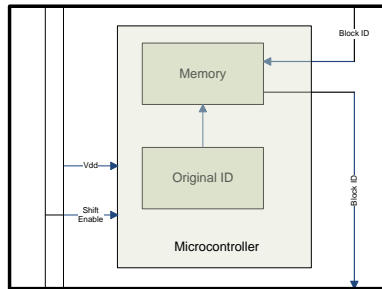 Block ID
Memory
Vdd
Original ID
Block ID
Shift
Enable
Microcontroller